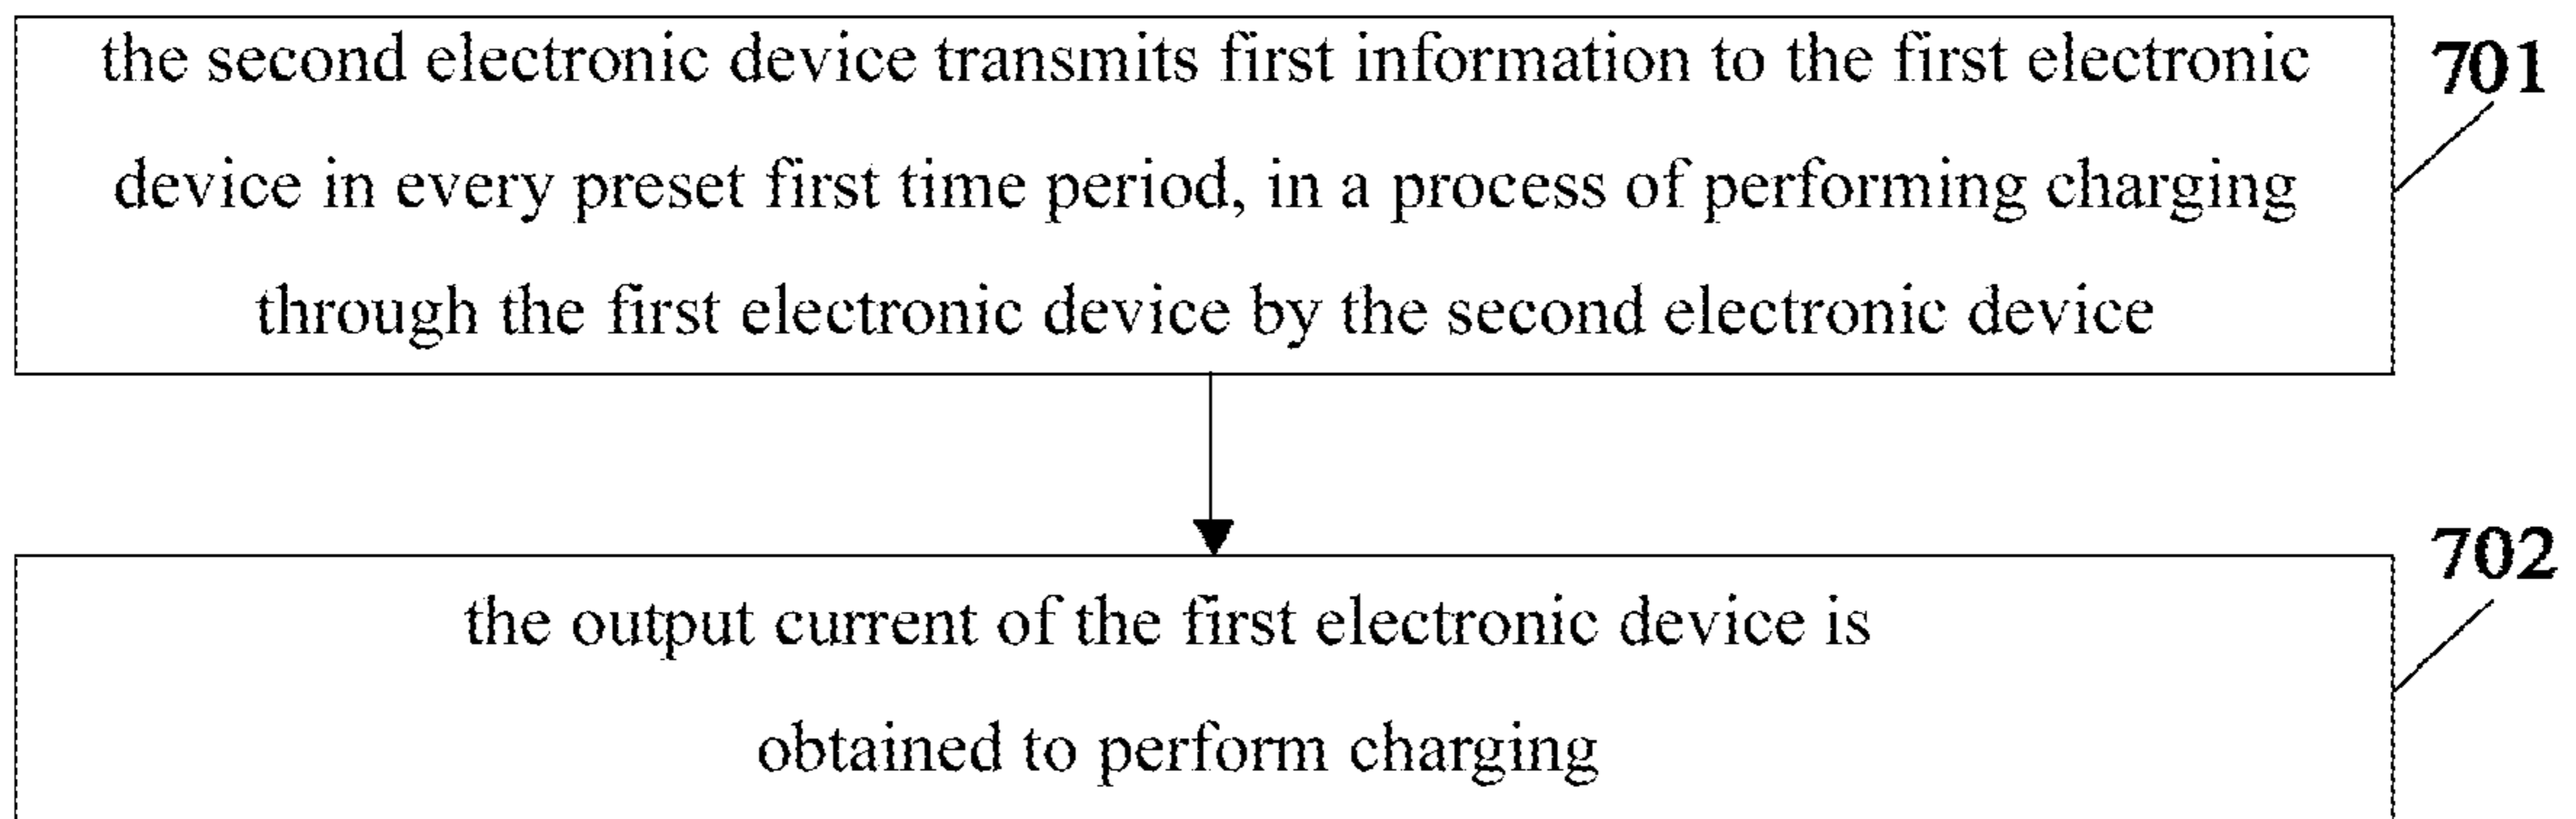 the second electronic device transmits first information to the first electronic
701
device in every preset first time period, in a process of performing charging
through the first electronic device by the second electronic device
702
the output current of the first electronic device is
obtained to perform charging